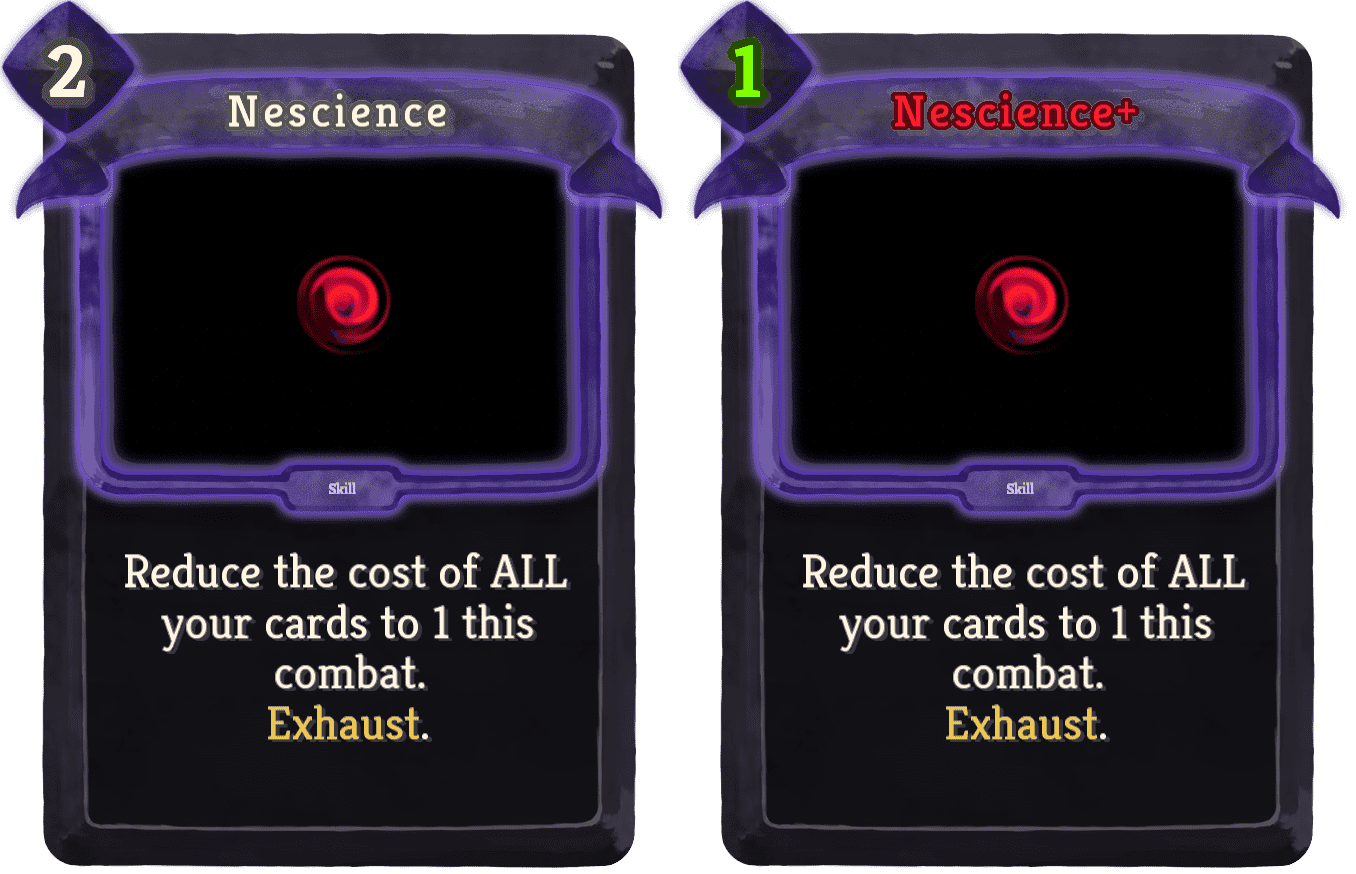 2
Nescience
Skill
Reduce the cost of ALL
your cards to 1 this
combat.
Exhaust.
1
Nescience+
Skill
Reduce the cost of ALL
your cards to 1 this
combat.
Exhaust.